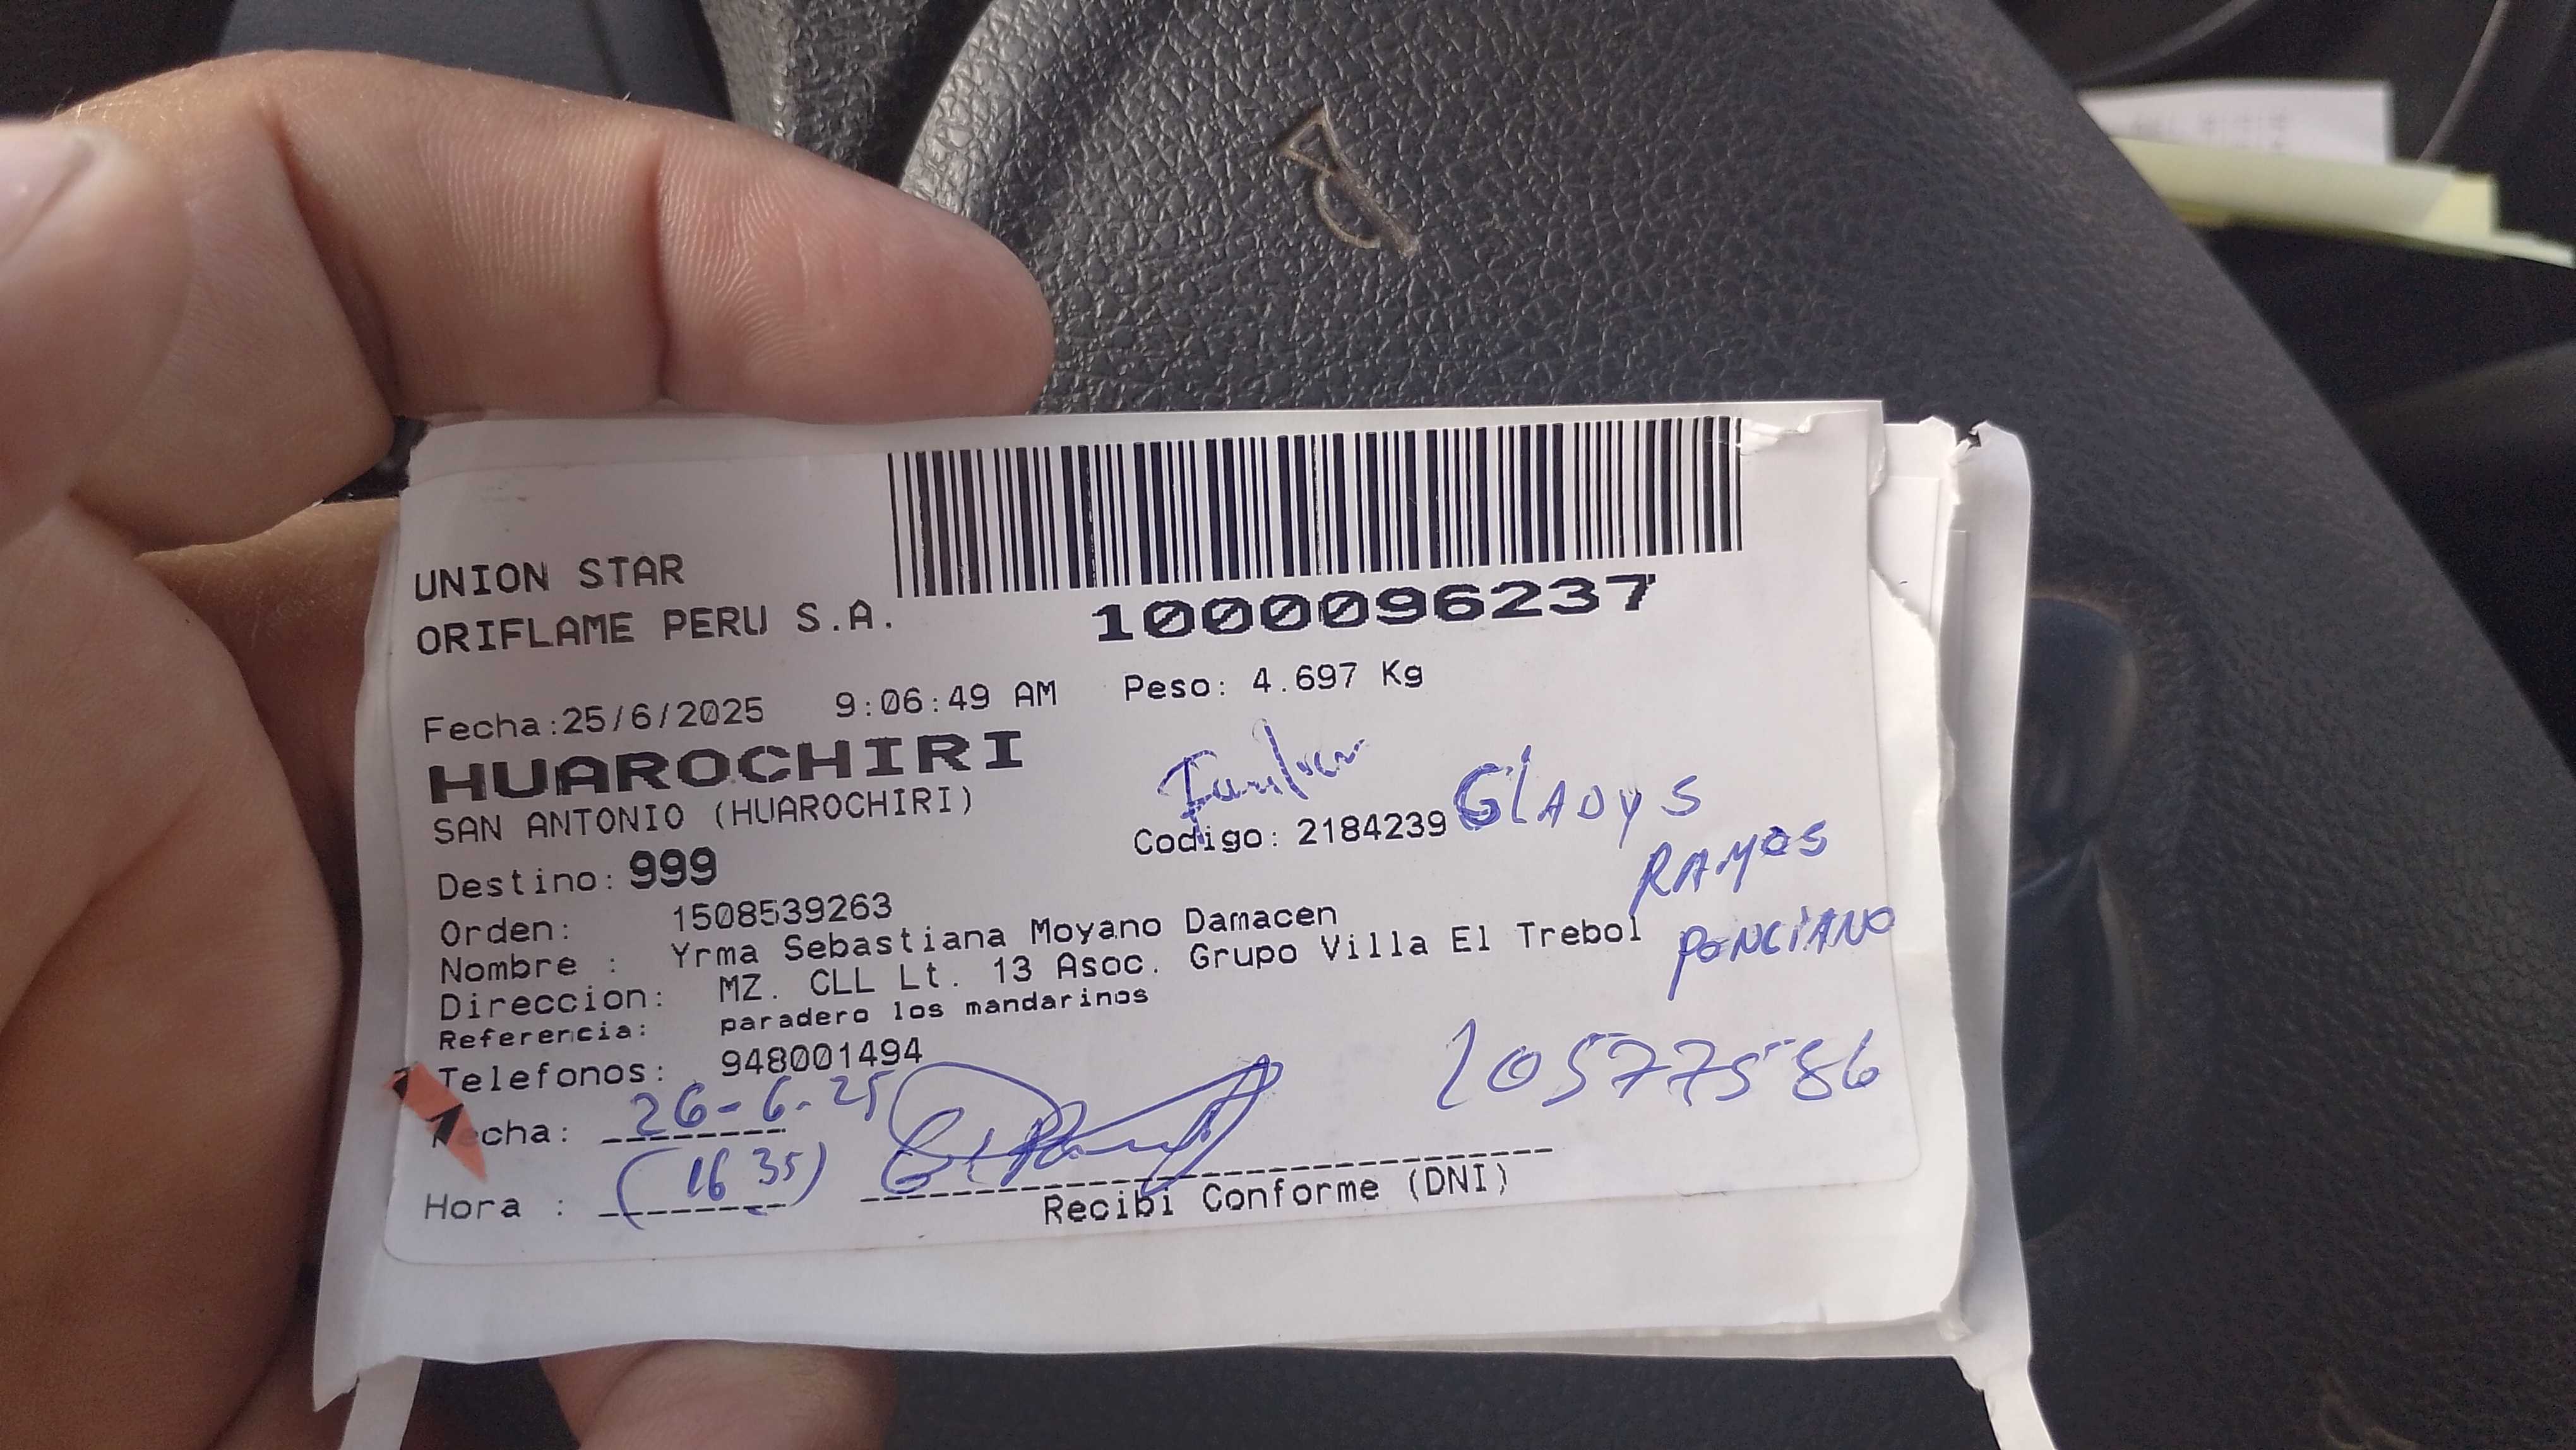 UNION STAR
ORIFLAME PERU S.A.
1000096237
Fecha:25/6/2025 9:06:49 AM Peso: 4.697 Kg
HUAROCHIRI
SAN ANTONIO (HUAROCHIRI)
Familiar
Codigo: 2184239
GLADYS
RAMOS
PONCIANO
Destino: 999
Orden: 1508539263
Nombre : Yrma Sebastiana Moyano Damacen
Direccion: MZ. CLL Lt. 13 Asoc. Grupo Villa El Trebol
Referencia: paradero los mandarinos
Telefonos: 948001494
10577586
Fecha: 26-6-25
Hora : (16 35)
Recibi Conforme (DNI)